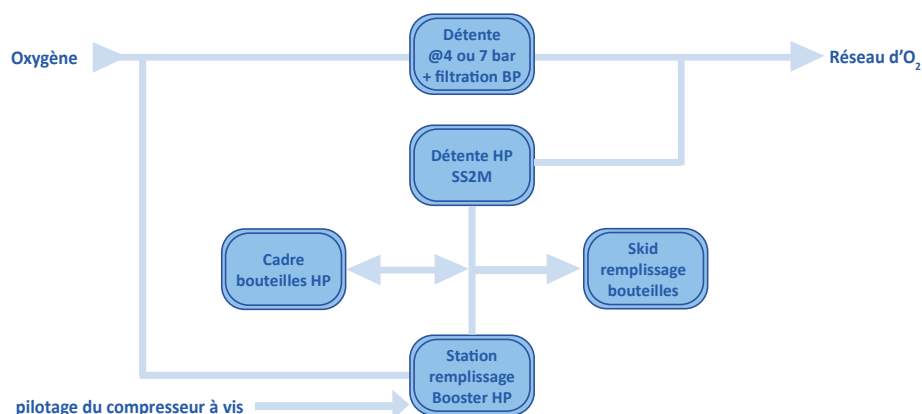 Détente
@4 ou 7 bar
+ filtration BP
Oxygène
Réseau d'O₂
Détente HP
SS2M
Cadre
bouteilles HP
Skid
remplissage
bouteilles
Station
remplissage
Booster HP
pilotage du compresseur à vis